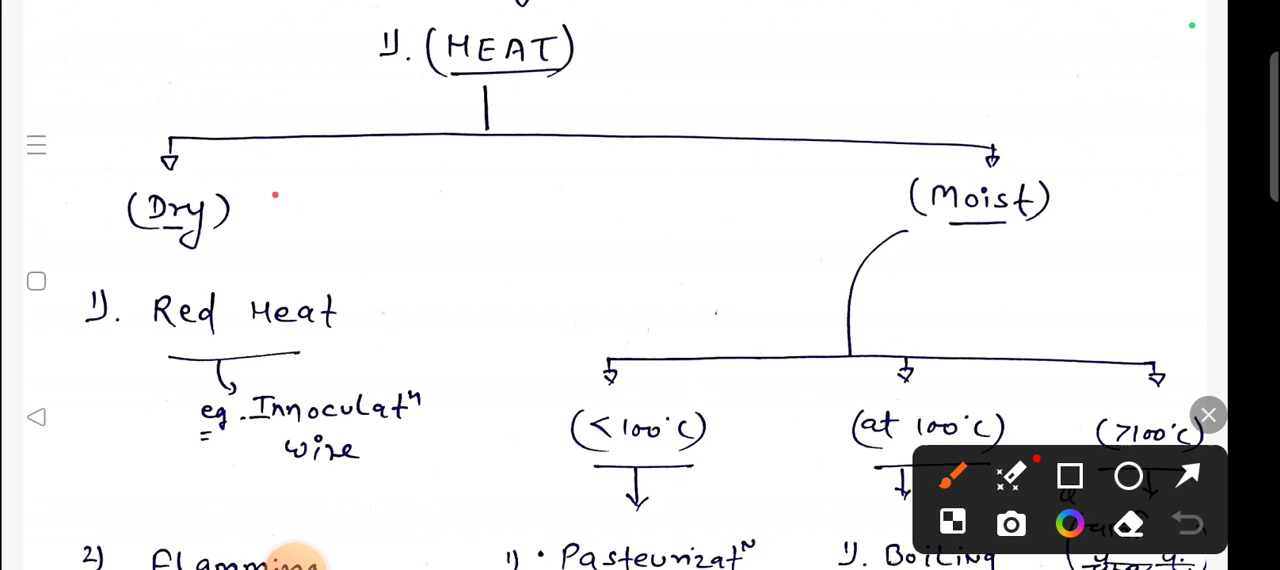 1). (HEAT)
(Dry)
(Moist)
1). Red Heat
eg. Innoculatⁿ
wire
(<100°C)
(at 100°C)
(>100°C)
2) Flamming
1) • Pasteurizatᴺ
1). Boiling